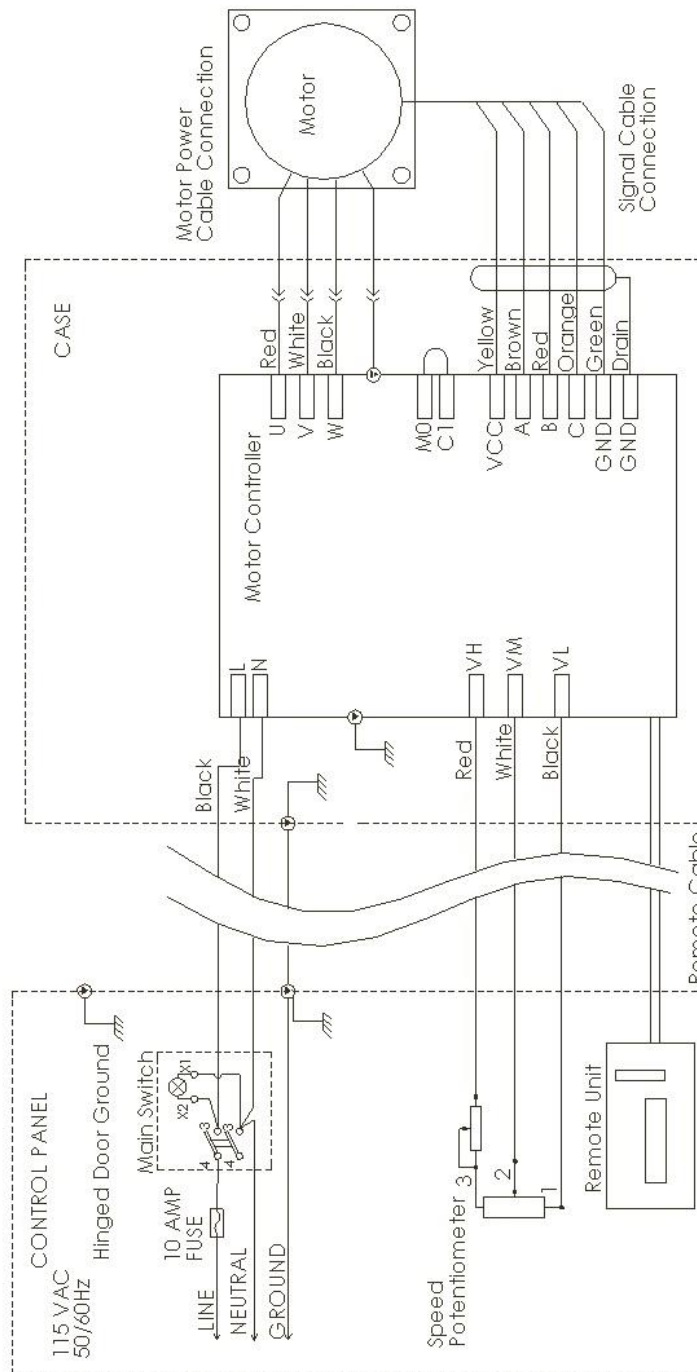 CONTROL PANEL
115 VAC
50/60Hz
Hinged Door Ground
Main Switch
X2
X1
4
3
4
3
10 AMP
FUSE
LINE
NEUTRAL
GROUND
Speed
Potentiometer
3
2
1
Remote Unit
Remote Cable
CASE
Black
White
L
N
Motor Controller
Red
White
Black
VH
VM
VL
U
V
W
Red
White
Black
M0
C1
VCC
A
B
C
GND
GND
Yellow
Brown
Red
Orange
Green
Drain
Motor Power
Cable Connection
Motor
Signal Cable
Connection